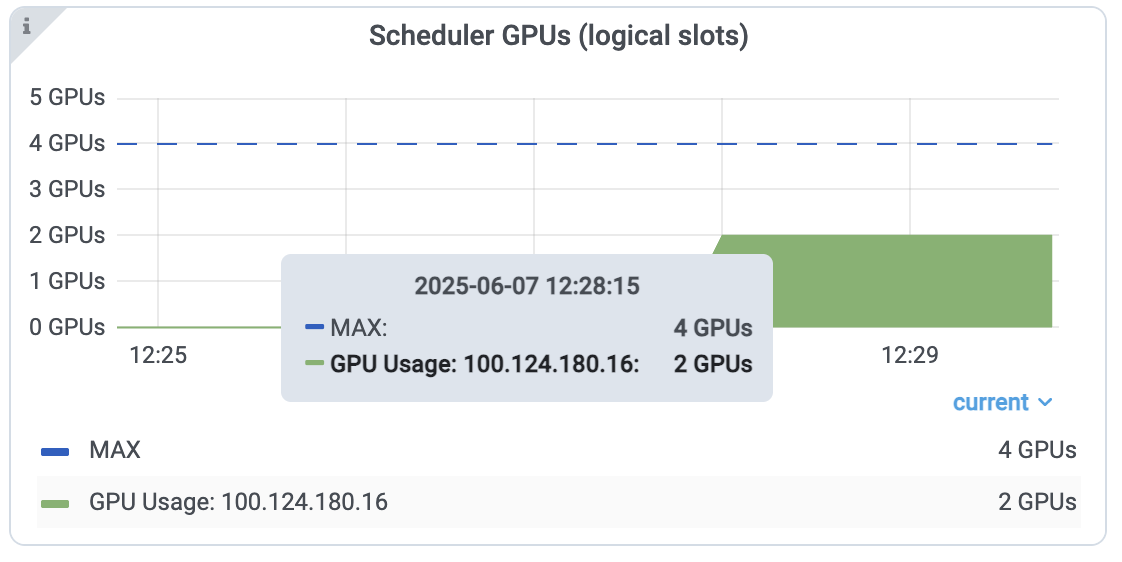 i
Scheduler GPUs (logical slots)
5 GPUs
4 GPUs
3 GPUs
2 GPUs
1 GPUs
0 GPUs
2025-06-07 12:28:15
MAX: 4 GPUs
GPU Usage: 100.124.180.16: 2 GPUs
12:25 12:29
current
MAX 4 GPUs
GPU Usage: 100.124.180.16 2 GPUs